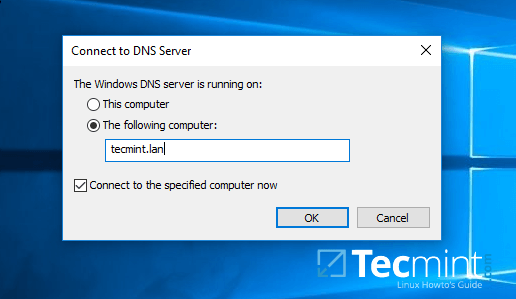 Connect to DNS Server
The Windows DNS server is running on:
This computer
The following computer:
tecmint.lan
Connect to the specified computer now
OK
Cancel
Tecmint
Linux Howto's Guide